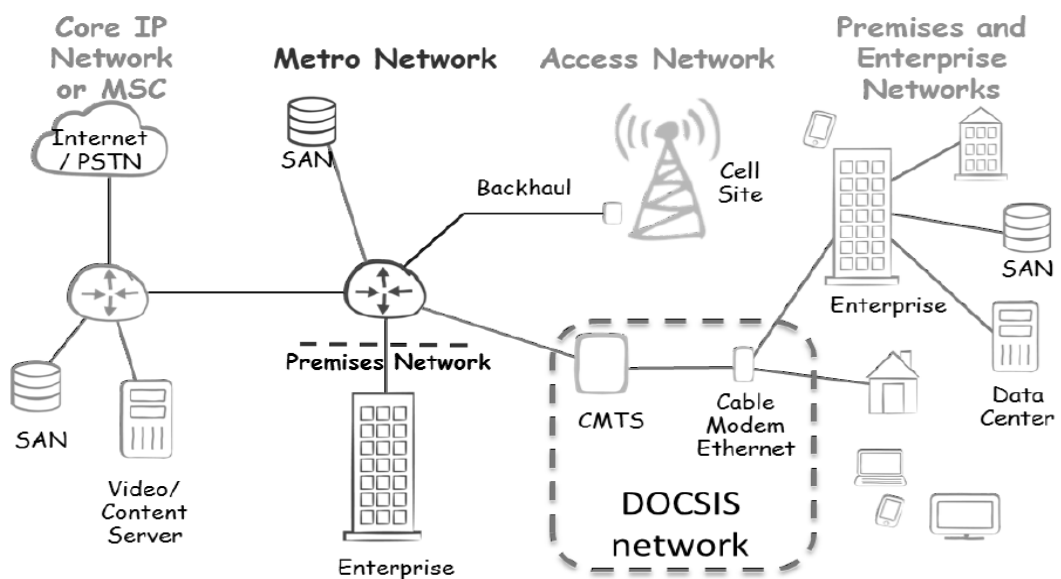 Core IP
Network
or MSC
Metro Network
Access Network
Premises and
Enterprise
Networks
Internet
/ PSTN
SAN
Backhaul
Cell
Site
SAN
Enterprise
Premises Network
CMTS
Cable
Modem
Ethernet
Data
Center
SAN
Video/
Content
Server
DOCSIS
network
Enterprise